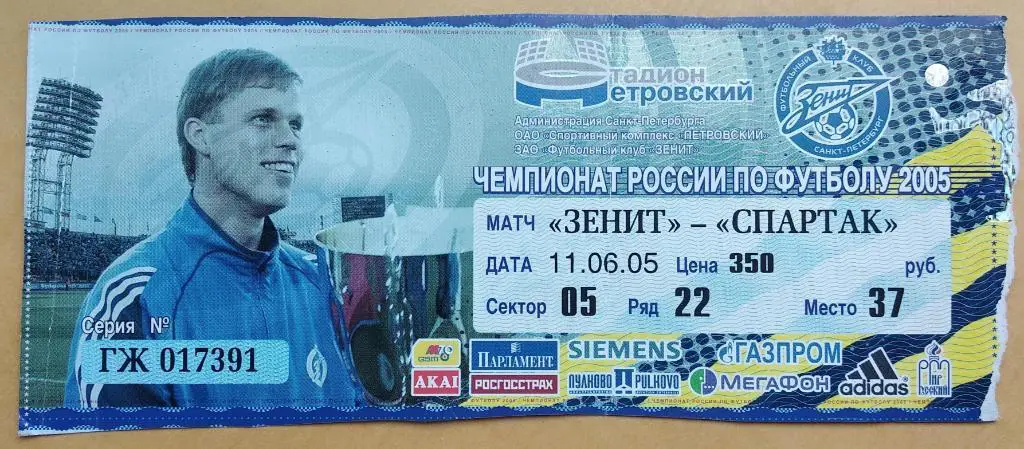 Стадион
Петровский
Администрация Санкт-Петербурга
ОАО «Спортивный комплекс «ПЕТРОВСКИЙ»
ЗАО «Футбольный клуб «ЗЕНИТ»
ФУТБОЛЬНЫЙ КЛУБ
Зенит
САНКТ-ПЕТЕРБУРГ
ЧЕМПИОНАТ РОССИИ ПО ФУТБОЛУ 2005
МАТЧ «ЗЕНИТ» – «СПАРТАК»
ДАТА 11.06.05 Цена 350 руб.
Сектор 05 Ряд 22 Место 37
Серия №
ГЖ 017391
GSM
AKAI
ПАРЛАМЕНТ
РОСГОССТРАХ
SIEMENS
ПУЛКОВО PULKOVO
ГАЗПРОМ
МЕГАФОН
adidas